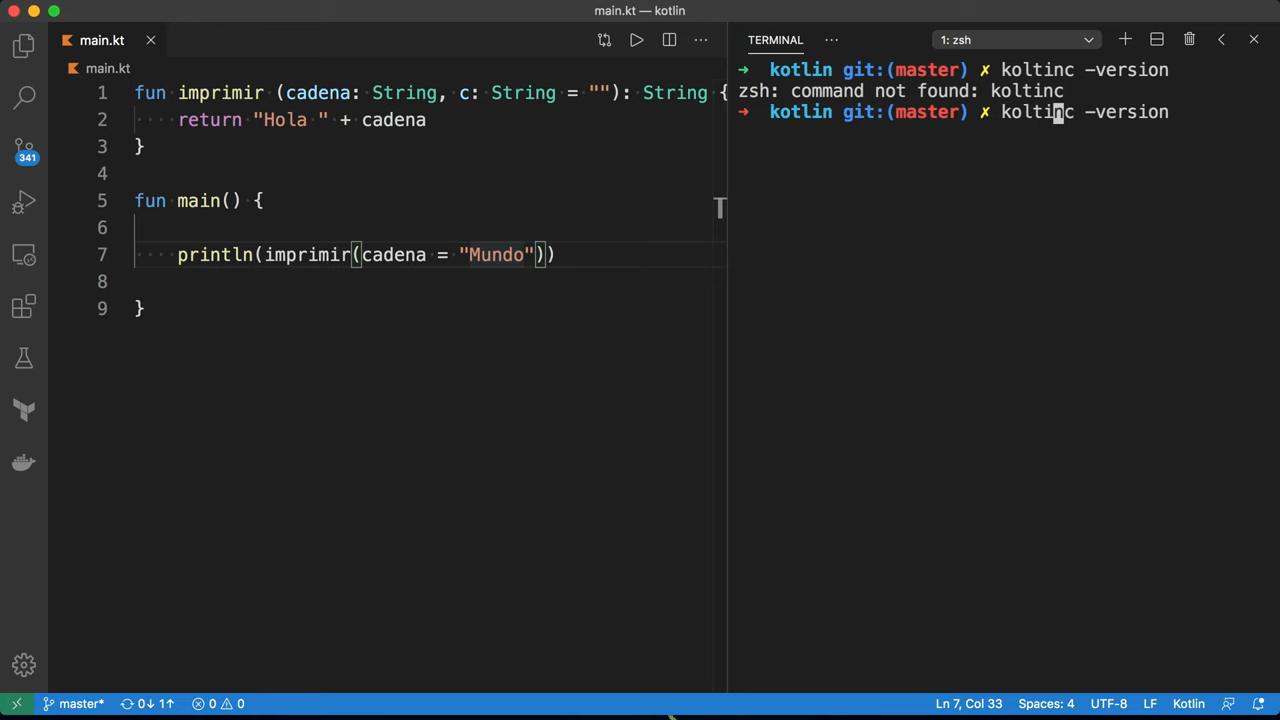 main.kt — kotlin
main.kt
TERMINAL
1: zsh
main.kt
1 fun imprimir (cadena: String, c: String = ""): String {
2 return "Hola " + cadena
3 }
4
5 fun main() {
6
7 println(imprimir(cadena = "Mundo"))
8
9 }
→ kotlin git:(master) ✗ koltinc -version
zsh: command not found: koltinc
→ kotlin git:(master) ✗ koltinc -version
341
master* 0↓ 1↑ 0 0 Ln 7, Col 33 Spaces: 4 UTF-8 LF Kotlin